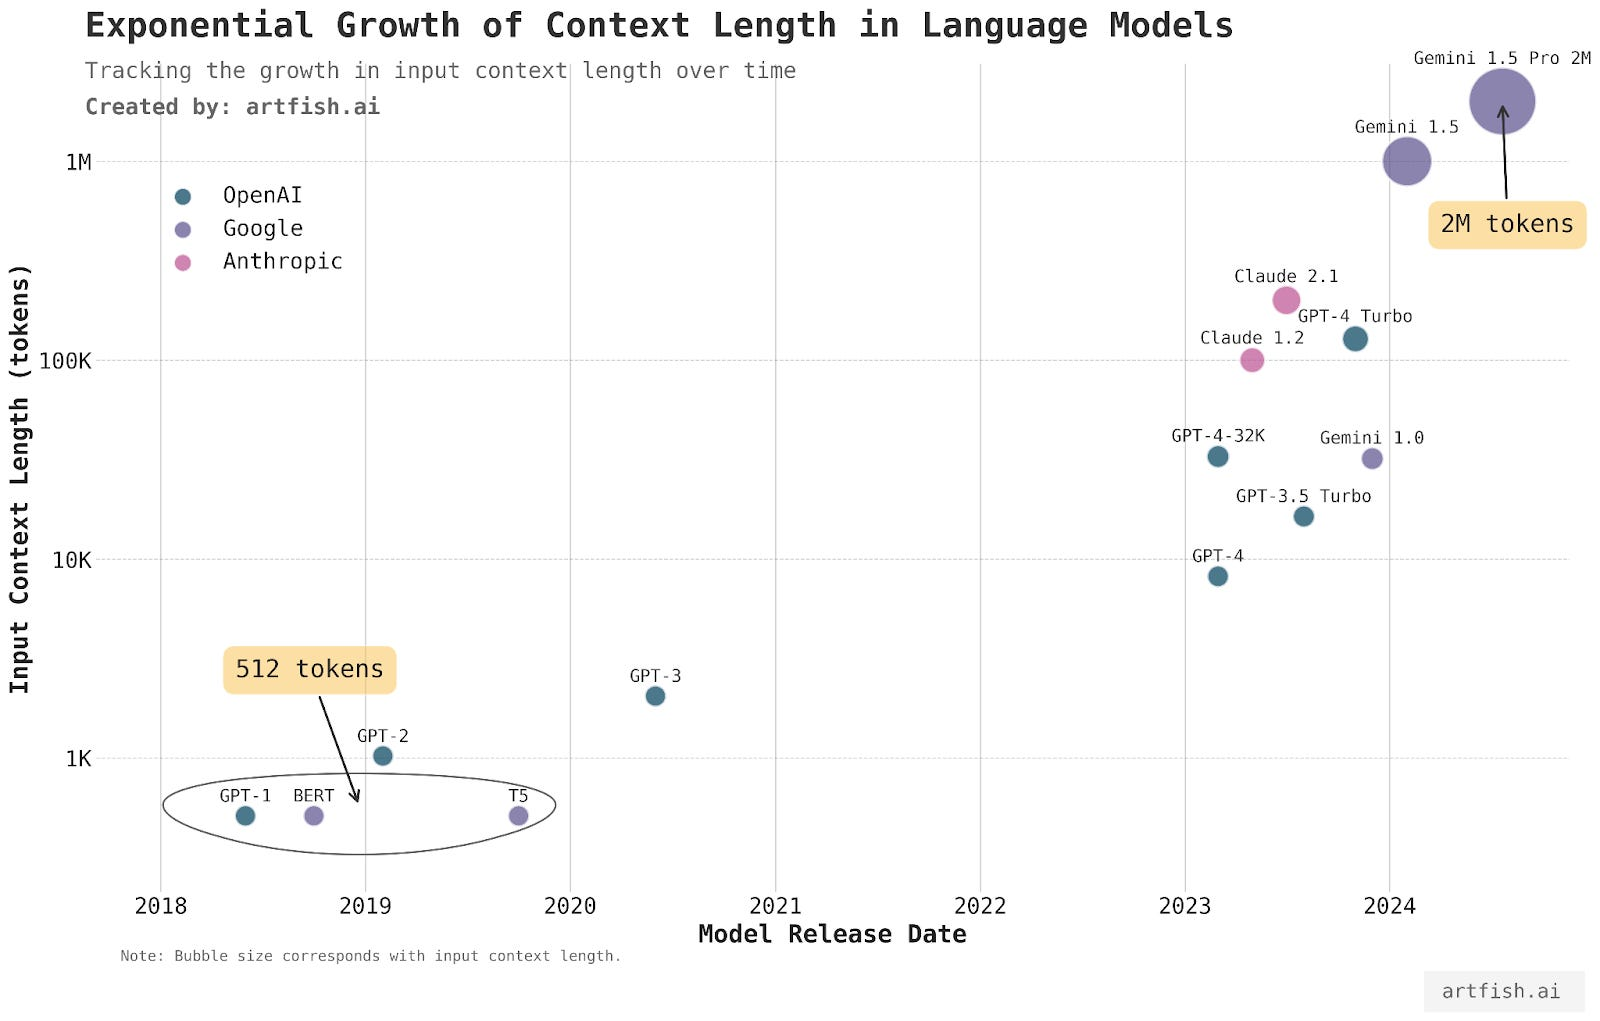 Exponential Growth of Context Length in Language Models
Tracking the growth in input context length over time
Created by: artfish.ai
Gemini 1.5 Pro 2M
Gemini 1.5
1M
OpenAI
Google
Anthropic
2M tokens
Claude 2.1
GPT-4 Turbo
Claude 1.2
100K
GPT-4-32K
Gemini 1.0
GPT-3.5 Turbo
10K
GPT-4
Input Context Length (tokens)
512 tokens
GPT-3
GPT-2
1K
GPT-1
BERT
T5
2018
2019
2020
2021
2022
2023
2024
Model Release Date
Note: Bubble size corresponds with input context length.
artfish.ai